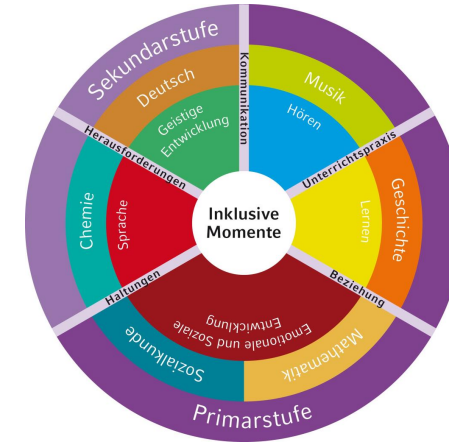 Sekundarstufe
Deutsch
Geistige
Entwicklung
Kommunikation
Musik
Hören
Unterrichtspraxis
Geschichte
Lernen
Beziehung
Mathematik
Emotionale und Soziale
Entwicklung
Sozialkunde
Primarstufe
Haltungen
Chemie
Sprache
Herausforderungen
Inklusive
Momente